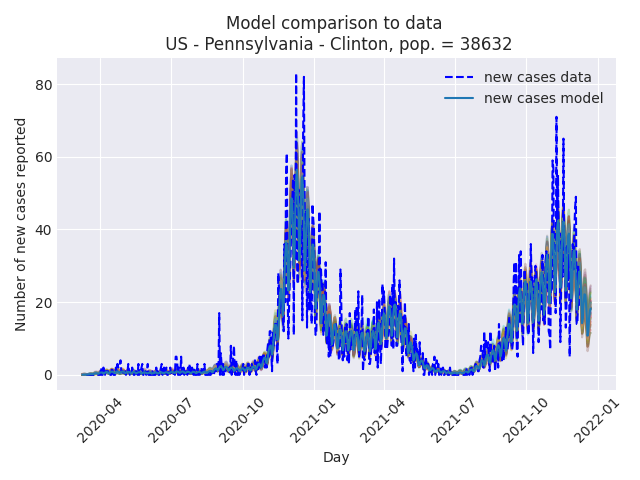 Model comparison to data
US - Pennsylvania - Clinton, pop. = 38632
new cases data
new cases model
Number of new cases reported
80
60
40
20
0
2020-04
2020-07
2020-10
2021-01
2021-04
2021-07
2021-10
2022-01
Day